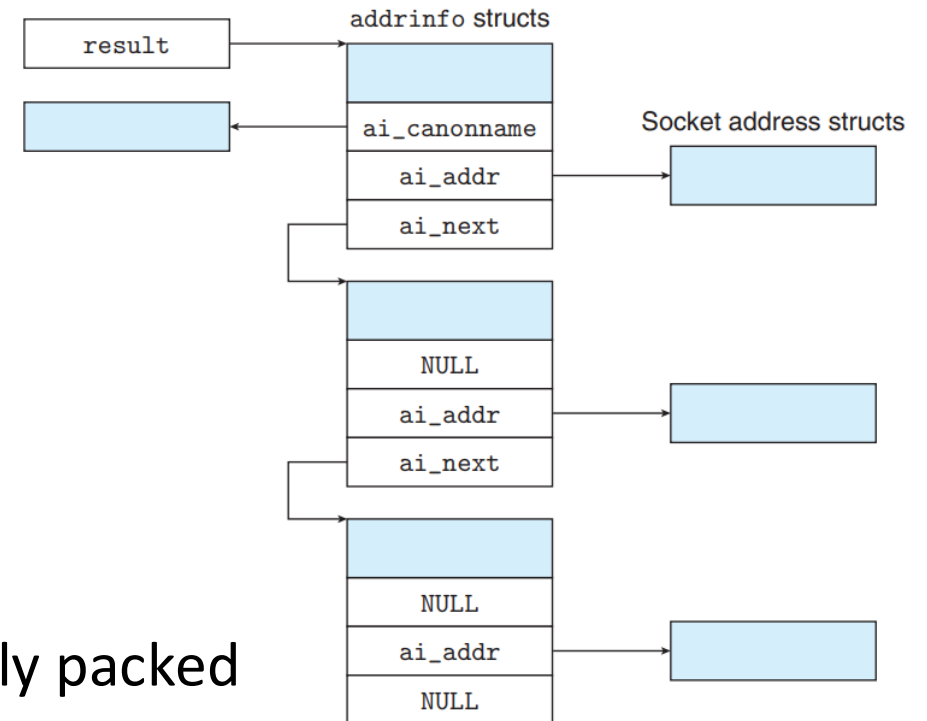 addrinfo structs
result
ai_canonname
Socket address structs
ai_addr
ai_next
NULL
ai_addr
ai_next
NULL
ai_addr
ly packed
NULL